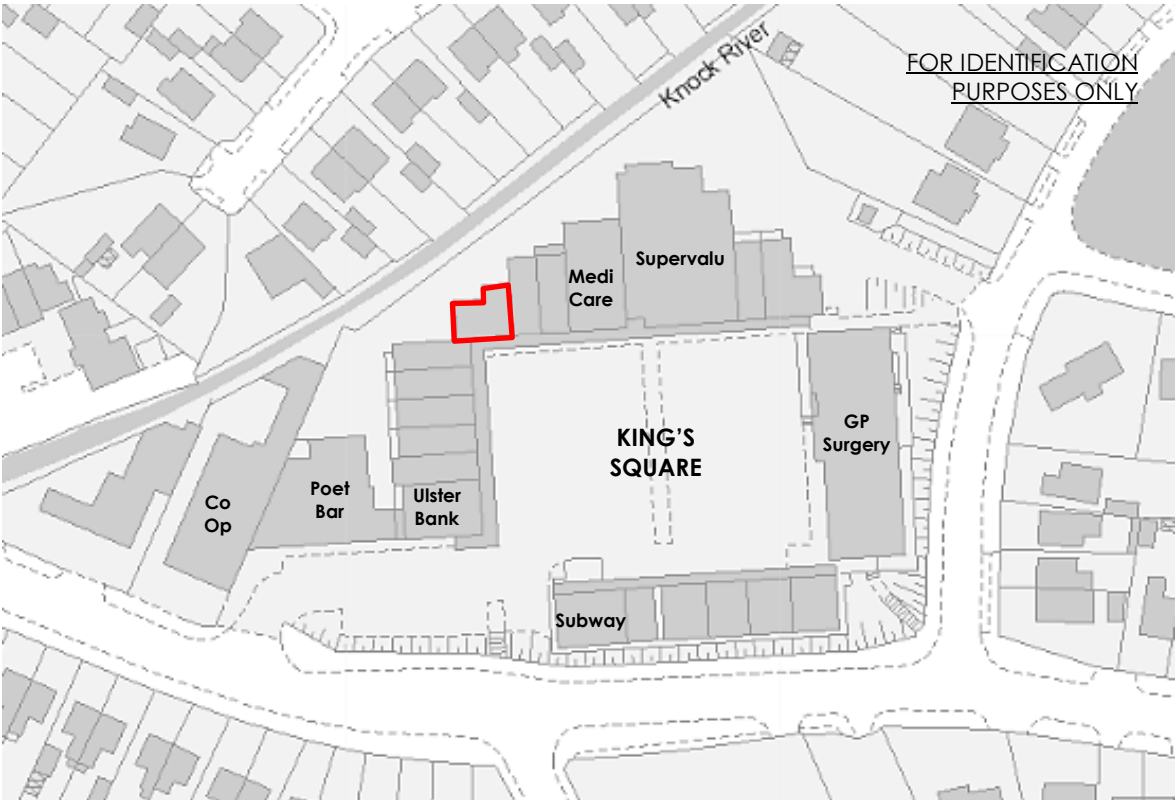 FOR IDENTIFICATION
PURPOSES ONLY
Knock River
Supervalu
Medi
Care
KING'S
SQUARE
GP
Surgery
Co
Op
Poet
Bar
Ulster
Bank
Subway